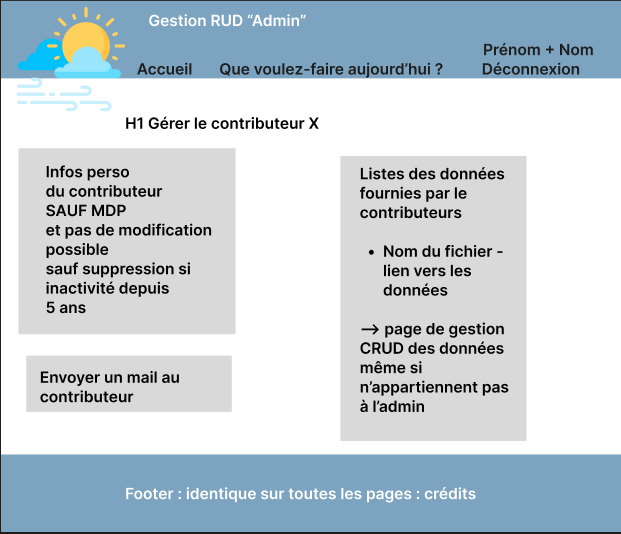 Gestion RUD "Admin"
Prénom + Nom
Accueil
Que voulez-faire aujourd'hui ?
Déconnexion
H1 Gérer le contributeur X
Infos perso
du contributeur
SAUF MDP
et pas de modification
possible
sauf suppression si
inactivité depuis
5 ans
Envoyer un mail au
contributeur
Listes des données
fournies par le
contributeurs
• Nom du fichier -
lien vers les
données
--> page de gestion
CRUD des données
même si
n'appartiennent pas
à l'admin
Footer : identique sur toutes les pages : crédits